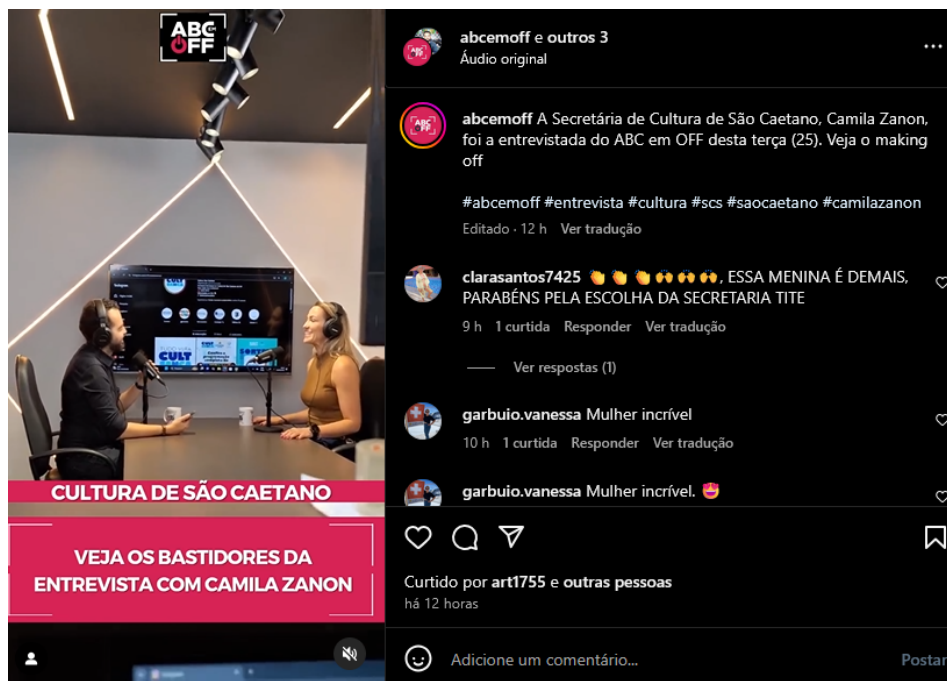 ABC EM
OFF
CULT
CULTURA DE SÃO CAETANO
VEJA OS BASTIDORES DA
ENTREVISTA COM CAMILA ZANON
abcemoff e outros 3
Áudio original
abcemoff A Secretária de Cultura de São Caetano, Camila Zanon,
foi a entrevistada do ABC em OFF desta terça (25). Veja o making
off
#abcemoff #entrevista #cultura #scs #saocaetano #camilazanon
Editado · 12 h Ver tradução
clarasantos7425 👏 👏 👏 🙌 🙌 🙌, ESSA MENINA É DEMAIS,
PARABÉNS PELA ESCOLHA DA SECRETARIA TITE
9 h 1 curtida Responder Ver tradução
Ver respostas (1)
garbuio.vanessa Mulher incrível
10 h 1 curtida Responder Ver tradução
garbuio.vanessa Mulher incrível. 🤩
Curtido por art1755 e outras pessoas
há 12 horas
Adicione um comentário...
Postar